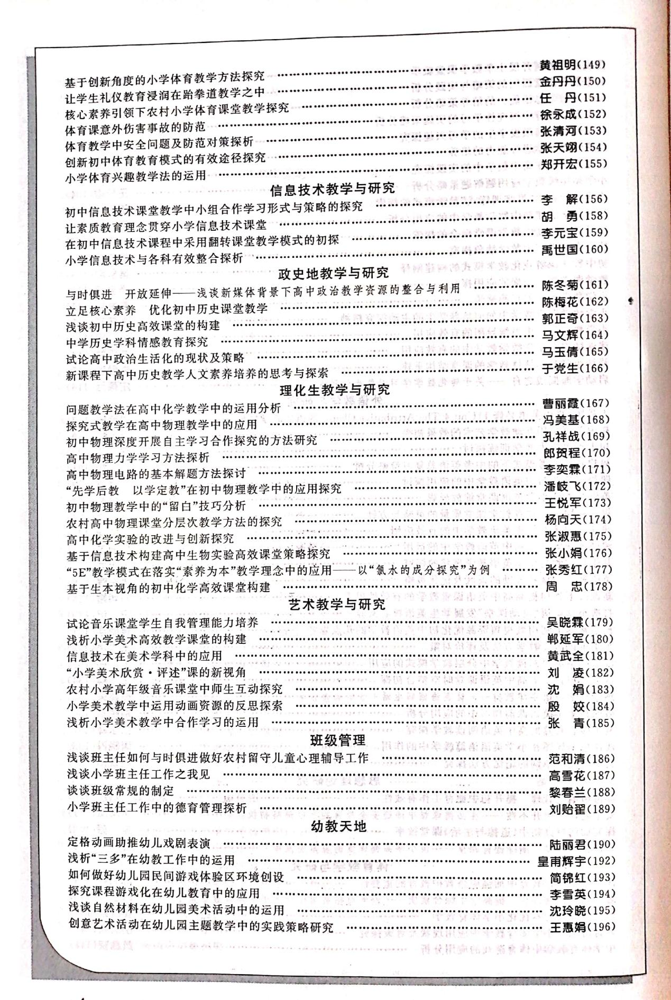 基于创新角度的小学体育教学方法探究 …… 黄祖明(149)
让学生礼仪教育浸润在跆拳道教学之中 …… 金丹丹(150)
核心素养引领下农村小学体育课堂教学探究 …… 任　丹(151)
体育课意外伤害事故的防范 …… 徐永成(152)
体育教学中安全问题及防范对策探析 …… 张清河(153)
创新初中体育教育模式的有效途径探究 …… 张天翊(154)
小学体育兴趣教学法的运用 …… 郑开宏(155)
信息技术教学与研究
初中信息技术课堂教学中小组合作学习形式与策略的探究 …… 李　解(156)
让素质教育理念贯穿小学信息技术课堂 …… 胡　勇(158)
在初中信息技术课程中采用翻转课堂教学模式的初探 …… 李元宝(159)
小学信息技术与各科有效整合探析 …… 禹世国(160)
政史地教学与研究
与时俱进　开放延伸——浅谈新媒体背景下高中政治教学资源的整合与利用 …… 陈冬菊(161)
立足核心素养　优化初中历史课堂教学 …… 陈梅花(162)
浅谈初中历史高效课堂的构建 …… 郭正奇(163)
中学历史学科情感教育探究 …… 马文辉(164)
试论高中政治生活化的现状及策略 …… 马玉倩(165)
新课程下高中历史教学人文素养培养的思考与探索 …… 于党生(166)
理化生教学与研究
问题教学法在高中化学教学中的运用分析 …… 曹丽霞(167)
探究式教学在高中物理教学中的应用 …… 冯美基(168)
初中物理深度开展自主学习合作探究的方法研究 …… 孔祥战(169)
高中物理力学学习方法探析 …… 郎贺程(170)
高中物理电路的基本解题方法探讨 …… 李奕霖(171)
“先学后教　以学定教”在初中物理教学中的应用探究 …… 潘岐飞(172)
初中物理教学中的“留白”技巧分析 …… 王悦军(173)
农村高中物理课堂分层次教学方法的探究 …… 杨向天(174)
高中化学实验的改进与创新探究 …… 张淑惠(175)
基于信息技术构建高中生物实验高效课堂策略探究 …… 张小娟(176)
“5E”教学模式在落实“素养为本”教学理念中的应用——以“氯水的成分探究”为例 …… 张秀红(177)
基于生本视角的初中化学高效课堂构建 …… 周　忠(178)
艺术教学与研究
试论音乐课堂学生自我管理能力培养 …… 吴晓霖(179)
浅析小学美术高效教学课堂的构建 …… 郸延军(180)
信息技术在美术学科中的应用 …… 黄武全(181)
“小学美术欣赏·评述”课的新视角 …… 刘　凌(182)
农村小学高年级音乐课堂中师生互动探究 …… 沈　娟(183)
小学美术教学中运用动画资源的反思探索 …… 殷　姣(184)
浅析小学美术教学中合作学习的运用 …… 张　青(185)
班级管理
浅谈班主任如何与时俱进做好农村留守儿童心理辅导工作 …… 范和清(186)
浅谈小学班主任工作之我见 …… 高雪花(187)
谈谈班级常规的制定 …… 黎春兰(188)
小学班主任工作中的德育管理探析 …… 刘贻翟(189)
幼教天地
定格动画助推幼儿戏剧表演 …… 陆丽君(190)
浅析“三多”在幼教工作中的运用 …… 皇甫辉宇(192)
如何做好幼儿园民间游戏体验区环境创设 …… 简锦红(193)
探究课程游戏化在幼儿教育中的应用 …… 李雪英(194)
浅谈自然材料在幼儿园美术活动中的运用 …… 沈玲晓(195)
创意艺术活动在幼儿园主题教学中的实践策略研究 …… 王惠娟(196)